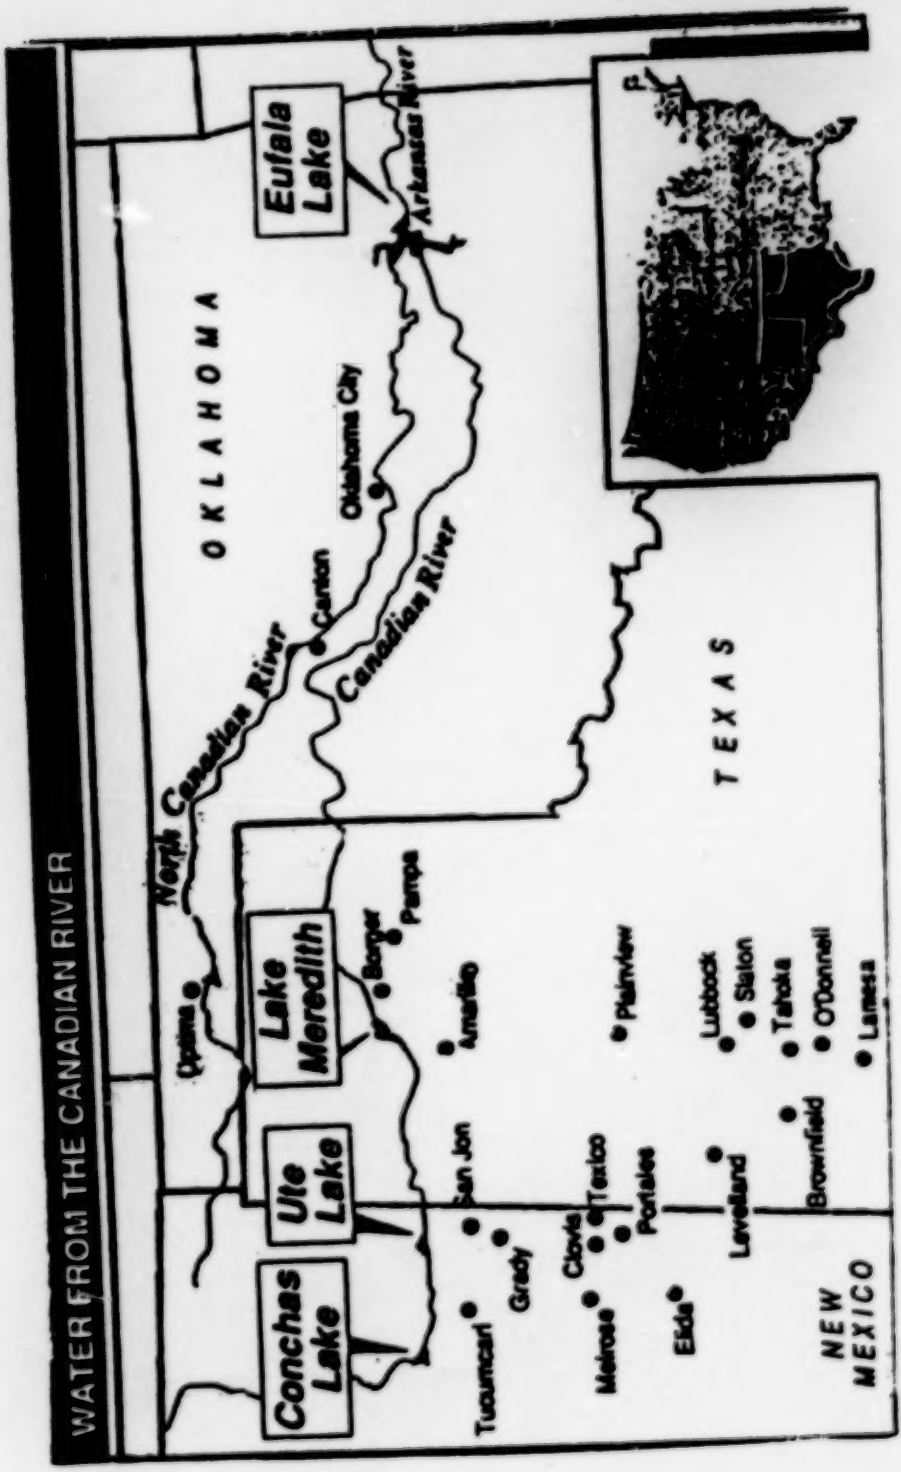 WATER FROM THE CANADIAN RIVER
OKLAHOMA
Eufala
Lake
Arkansas River
North Canadian River
Canton
Oklahoma City
Canadian River
Optima
Lake
Meredith
Borger
Pampa
Ute
Lake
Conchas
Lake
Amarillo
San Jon
Tucumcari
Grady
Plainview
Texico
Clovis
Melrose
Portales
Elida
TEXAS
Lubbock
Slaton
Levelland
Tahoka
O'Donnell
Brownfield
Lamesa
NEW
MEXICO